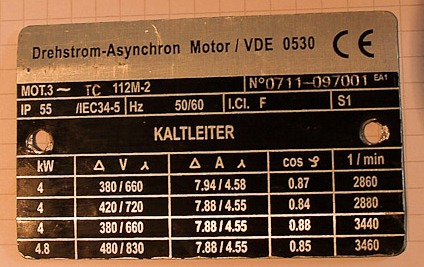 Drehstrom-Asynchron Motor / VDE 0530 CE
MOT.3 ~ TC 112M-2 N°0711-097001 EA1
IP 55 /IEC34-5 Hz 50/60 I.CI. F S1
KALTLEITER
kW Δ V ⅄ Δ A ⅄ cos φ 1 / min
4 380 / 660 7.94 / 4.58 0.87 2860
4 420 / 720 7.88 / 4.55 0.84 2880
4 380 / 660 7.88 / 4.55 0.88 3440
4.8 480 / 830 7.88 / 4.55 0.85 3460